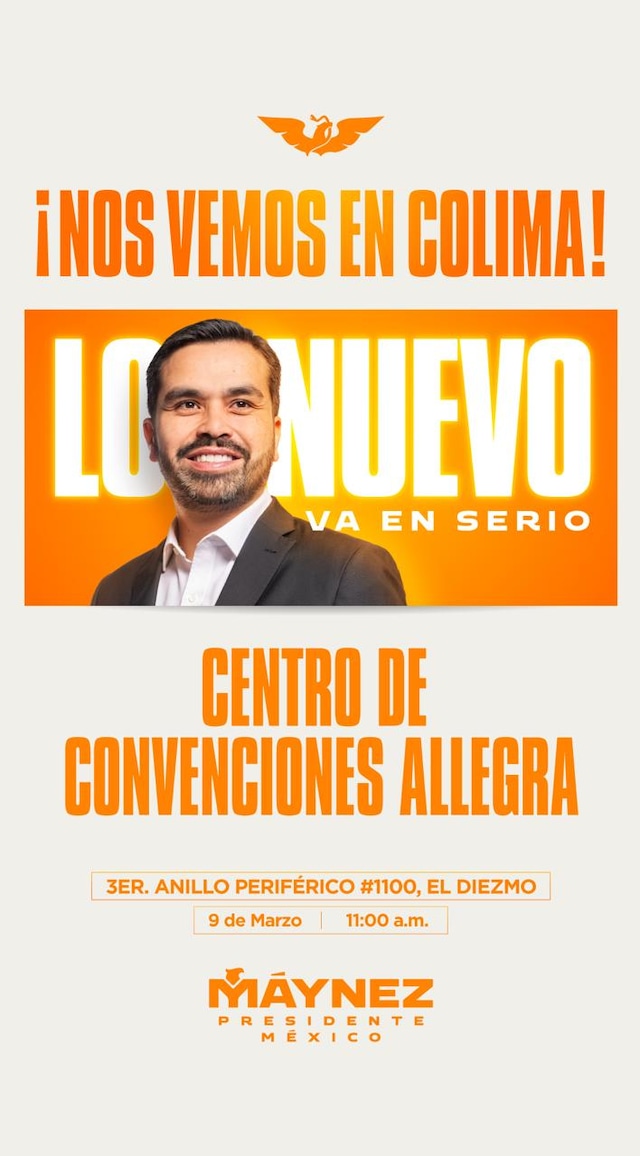 ¡NOS VEMOS EN COLIMA!
LO NUEVO
VA EN SERIO
CENTRO DE
CONVENCIONES ALLEGRA
3ER. ANILLO PERIFÉRICO #1100, EL DIEZMO
9 de Marzo | 11:00 a.m.
MÁYNEZ
PRESIDENTE
MÉXICO